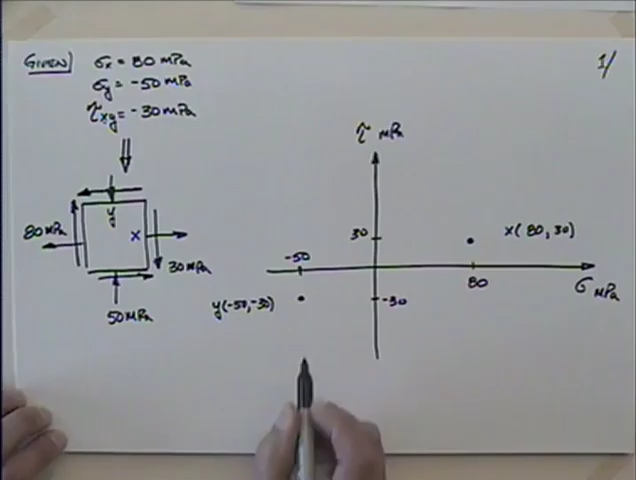 GIVEN)
σx = 80 MPa
σy = -50 MPa
τxy = -30 MPa
1/
τ MPa
y
80 MPa
x
30
x(80, 30)
-50
30 MPa
80
σ MPa
y(-50,-30)
-30
50 MPa